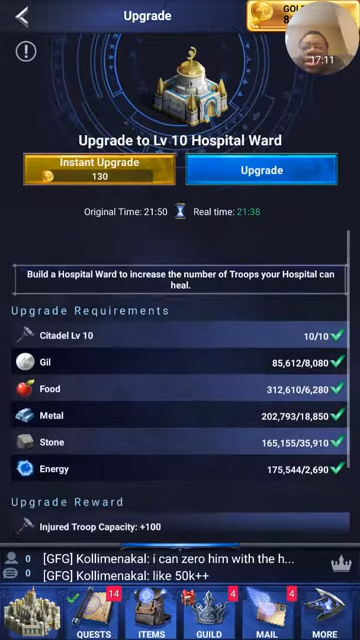 Upgrade
17:11
Upgrade to Lv 10 Hospital Ward
Instant Upgrade
130
Upgrade
Original Time: 21:50
Real time: 21:38
Build a Hospital Ward to increase the number of Troops your Hospital can
heal.
Upgrade Requirements
Citadel Lv 10 10/10
Gil 85,612/8,080
Food 312,610/6,280
Metal 202,793/18,850
Stone 165,155/35,910
Energy 175,544/2,690
Upgrade Reward
Injured Troop Capacity: +100
0 [GFG] Kollimenakal: i can zero him with the h...
0 [GFG] Kollimenakal: like 50k++
14 4 4
QUESTS ITEMS GUILD MAIL MORE